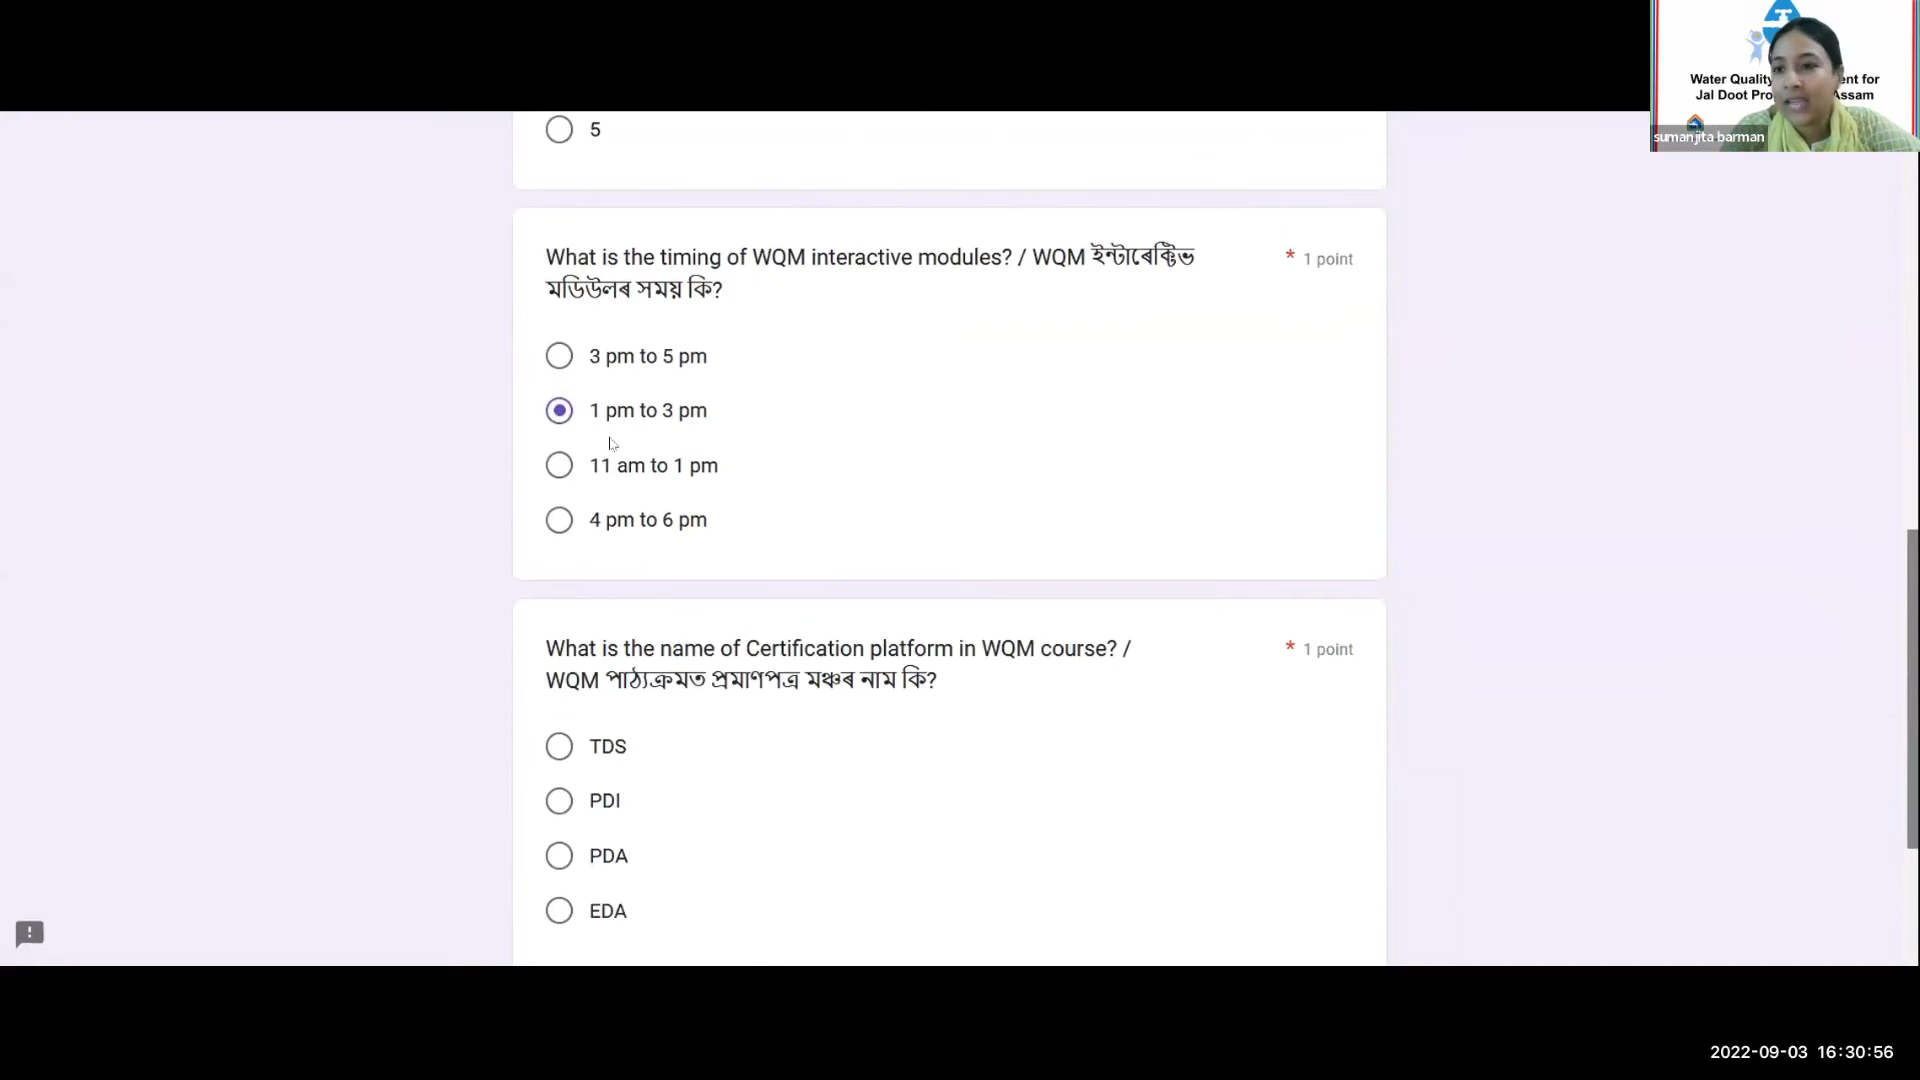 Water Quality ent for
Jal Doot Pro Assam
sumanjita barman
5
What is the timing of WQM interactive modules? / WQM ইন্টাৰেক্টিভ
মডিউলৰ সময় কি?
* 1 point
3 pm to 5 pm
1 pm to 3 pm
11 am to 1 pm
4 pm to 6 pm
What is the name of Certification platform in WQM course? /
WQM পাঠ্যক্ৰমত প্ৰমাণপত্ৰ মঞ্চৰ নাম কি?
* 1 point
TDS
PDI
PDA
EDA
2022-09-03 16:30:56